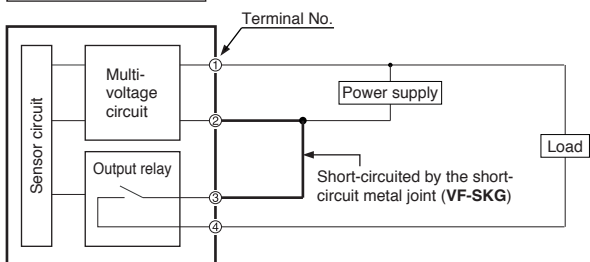 Terminal No.
Sensor circuit
Multi-
voltage
circuit
Output relay
①
②
③
④
Power supply
Load
Short-circuited by the short-
circuit metal joint (VF-SKG)